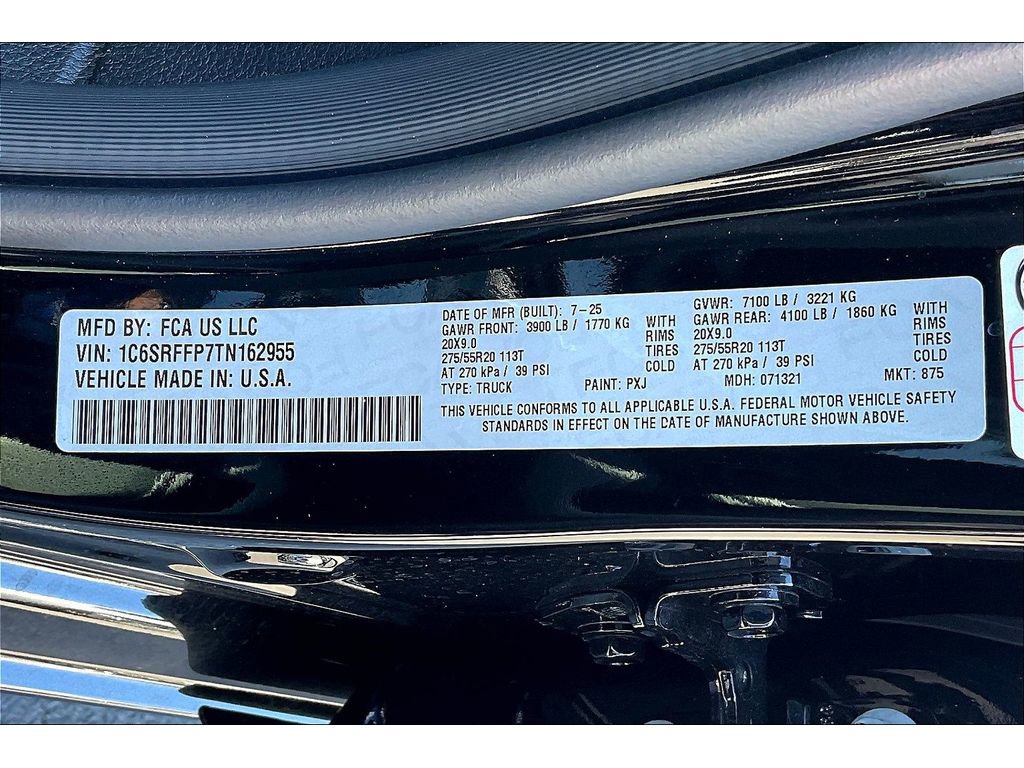 MFD BY: FCA US LLC
VIN: 1C6SRFFP7TN162955
VEHICLE MADE IN: U.S.A.
DATE OF MFR (BUILT): 7-25
GAWR FRONT: 3900 LB / 1770 KG WITH
20X9.0 RIMS
275/55R20 113T TIRES
AT 270 kPa / 39 PSI COLD
TYPE: TRUCK PAINT: PXJ
GVWR: 7100 LB / 3221 KG
GAWR REAR: 4100 LB / 1860 KG WITH
20X9.0 RIMS
275/55R20 113T TIRES
AT 270 kPa / 39 PSI COLD
MDH: 071321 MKT: 875
THIS VEHICLE CONFORMS TO ALL APPLICABLE U.S.A. FEDERAL MOTOR VEHICLE SAFETY
STANDARDS IN EFFECT ON THE DATE OF MANUFACTURE SHOWN ABOVE.